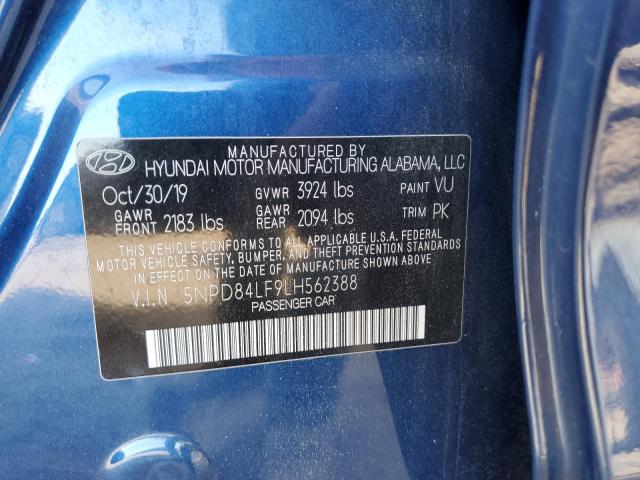 MANUFACTURED BY
HYUNDAI MOTOR MANUFACTURING ALABAMA, LLC
Oct/30/19 GVWR 3924 lbs PAINT VU
GAWR FRONT 2183 lbs GAWR REAR 2094 lbs TRIM PK
THIS VEHICLE CONFORMS TO ALL APPLICABLE U.S.A. FEDERAL
MOTOR VEHICLE SAFETY, BUMPER, AND THEFT PREVENTION STANDARDS
IN EFFECT ON THE DATE OF MANUFACTURE SHOWN ABOVE
V.I.N 5NPD84LF9LH562388
PASSENGER CAR